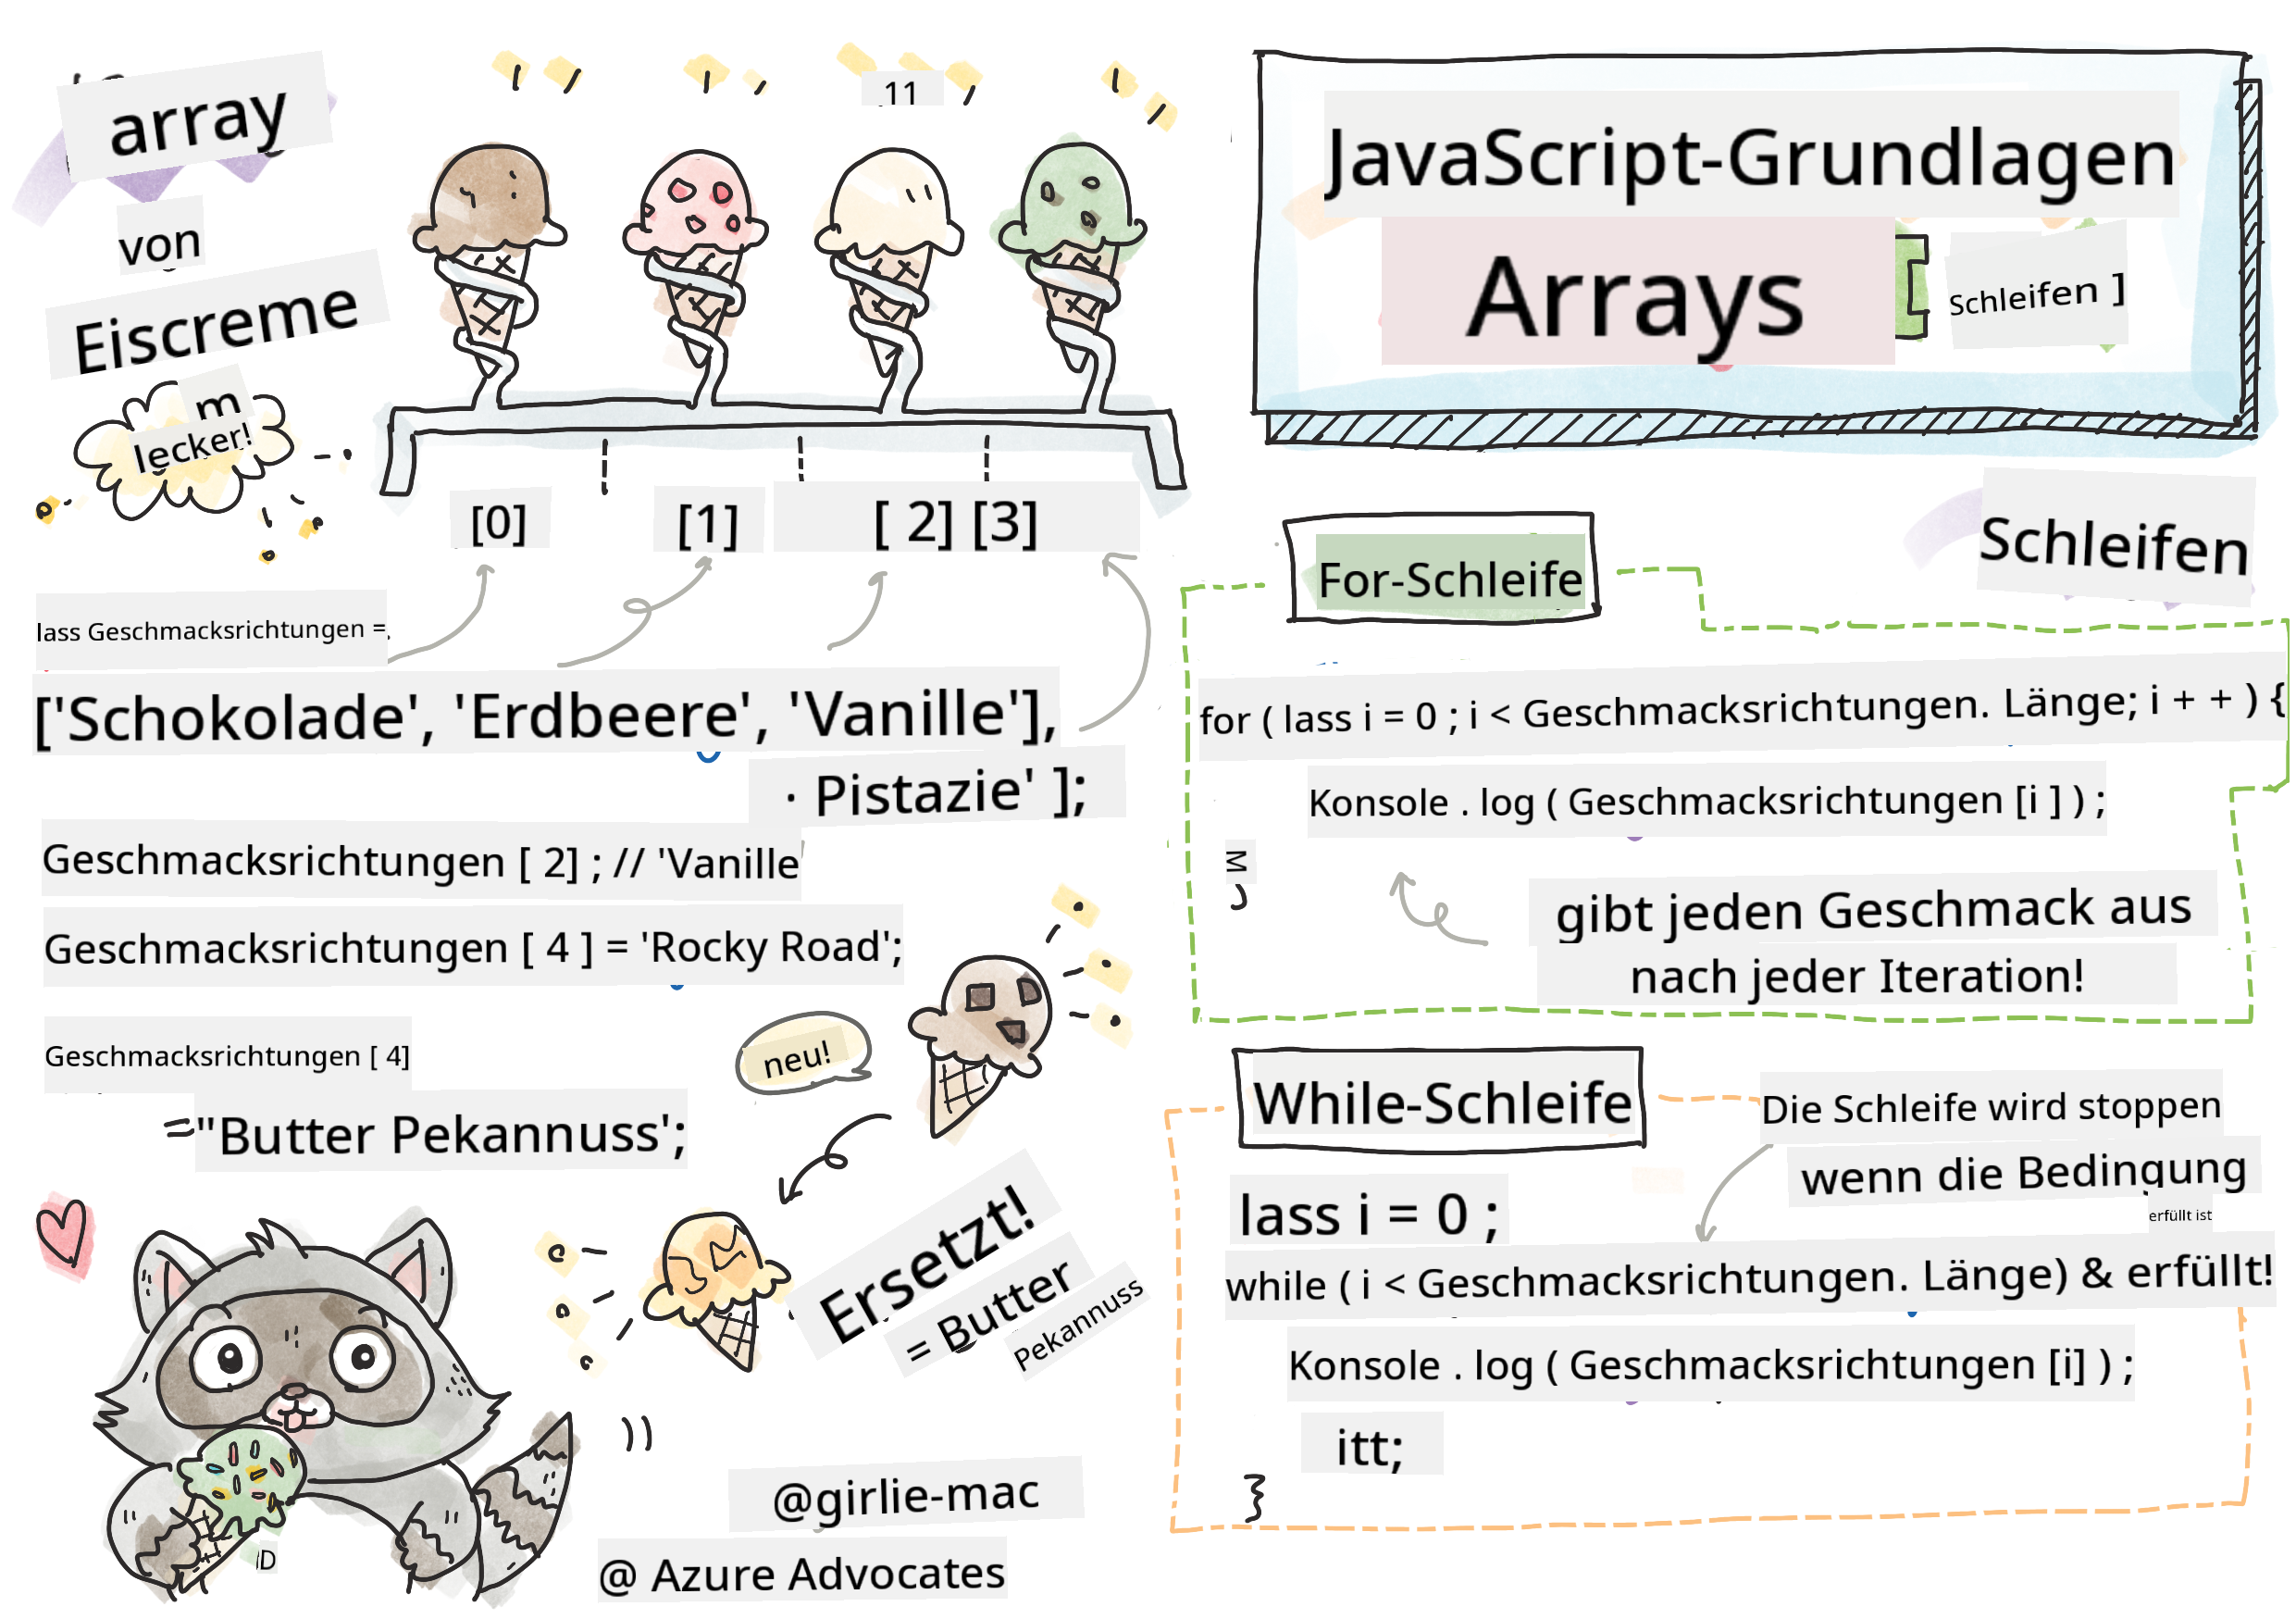 array
von
Eiscreme
m
lecker!
11
[0]
[1]
[ 2] [3]
lass Geschmacksrichtungen =
['Schokolade', 'Erdbeere', 'Vanille'],
· Pistazie' ];
Geschmacksrichtungen [ 2] ; // 'Vanille
Geschmacksrichtungen [ 4 ] = 'Rocky Road';
Geschmacksrichtungen [ 4]
="Butter Pekannuss';
neu!
Ersetzt!
= Butter
Pekannuss
D
@girlie-mac
@ Azure Advocates
JavaScript-Grundlagen
Arrays
[ Schleifen ]
Schleifen
For-Schleife
for ( lass i = 0 ; i < Geschmacksrichtungen. Länge; i + + ) {
Konsole . log ( Geschmacksrichtungen [i ] ) ;
M
gibt jeden Geschmack aus
nach jeder Iteration!
While-Schleife
Die Schleife wird stoppen
wenn die Bedingung
erfüllt ist
lass i = 0 ;
while ( i < Geschmacksrichtungen. Länge) & erfüllt!
Konsole . log ( Geschmacksrichtungen [i] ) ;
itt;
}